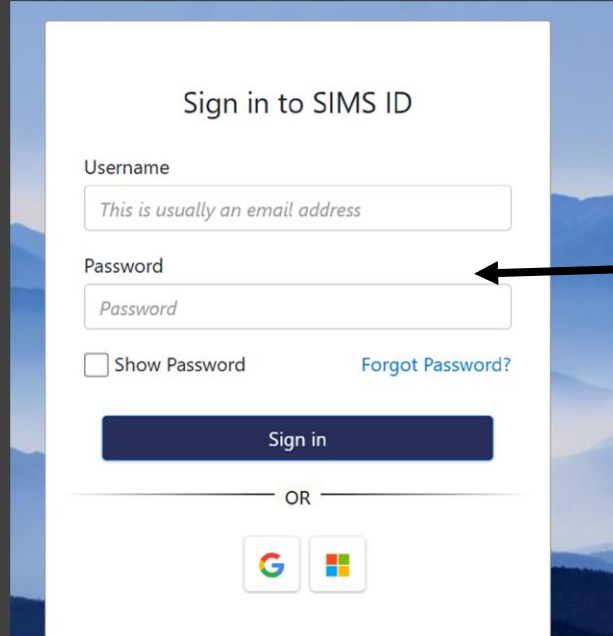 Sign in to SIMS ID
Username
This is usually an email address
Password
Password
Show Password Forgot Password?
Sign in
OR